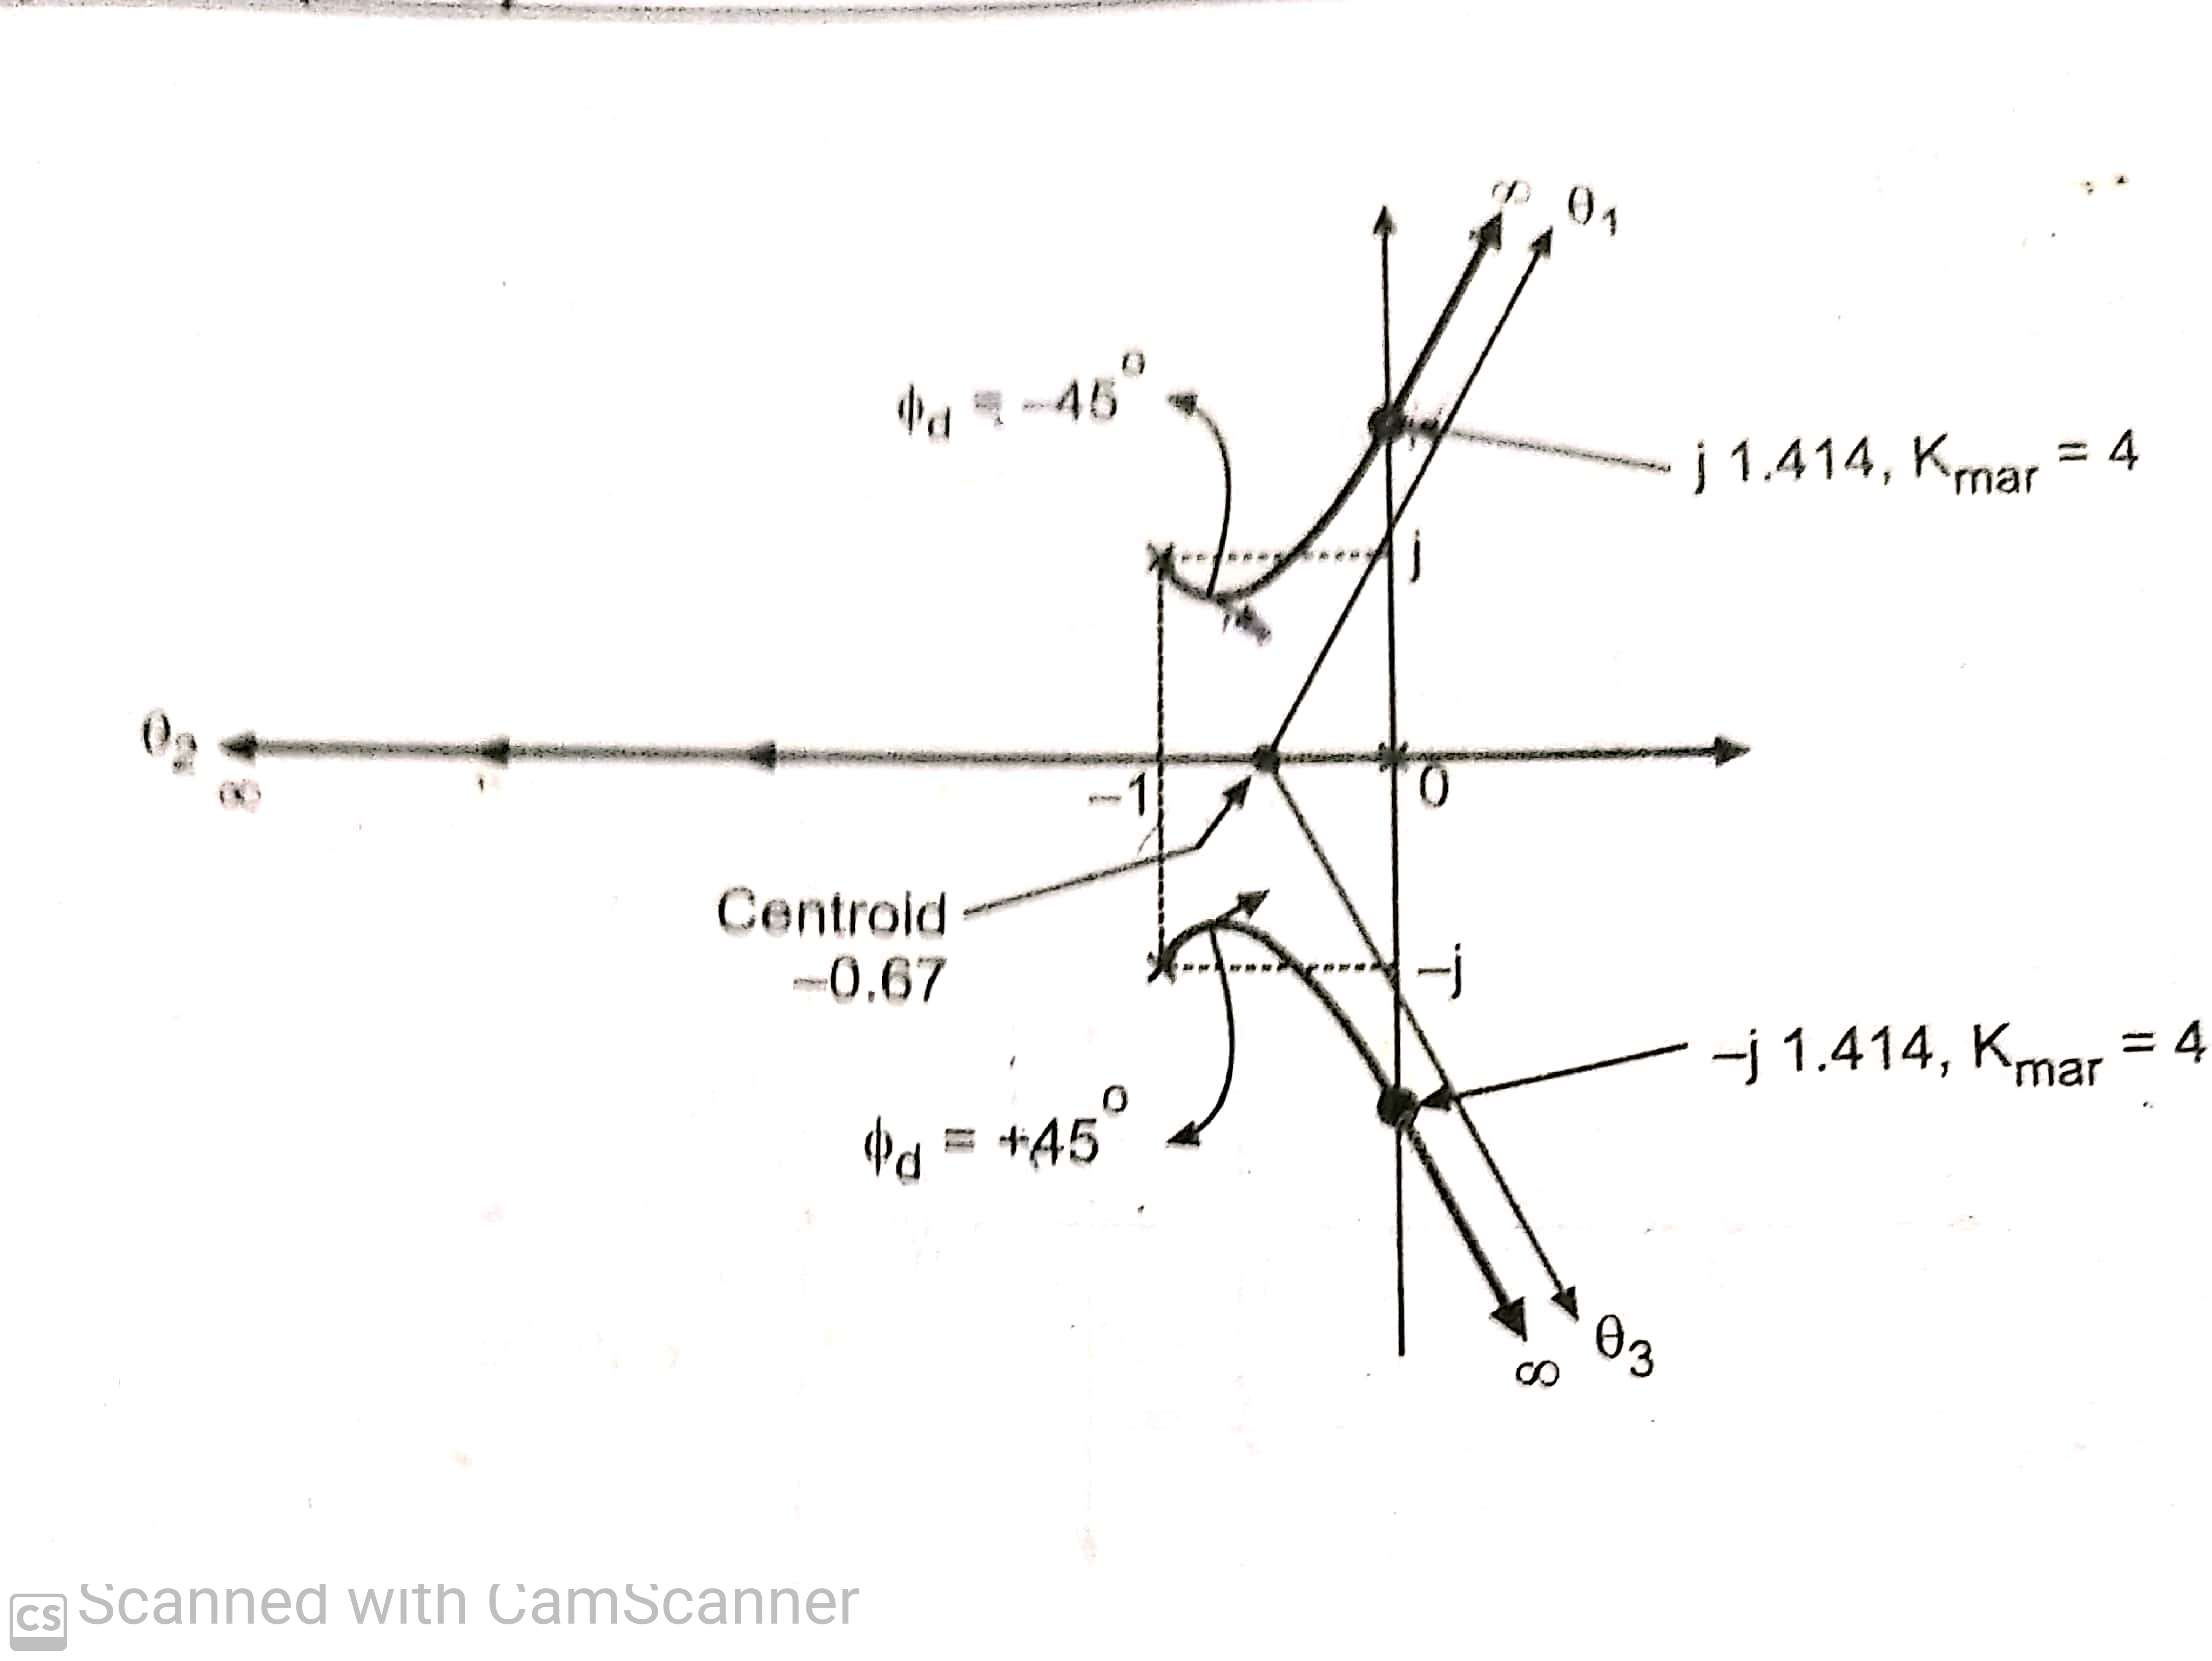 ∞ θ1
ϕd = –45°
j 1.414, Kmar = 4
j
θ2
∞
–1
0
Centroid
–0.67
–j
–j 1.414, Kmar = 4
ϕd = +45°
θ3
∞
CS Scanned with CamScanner